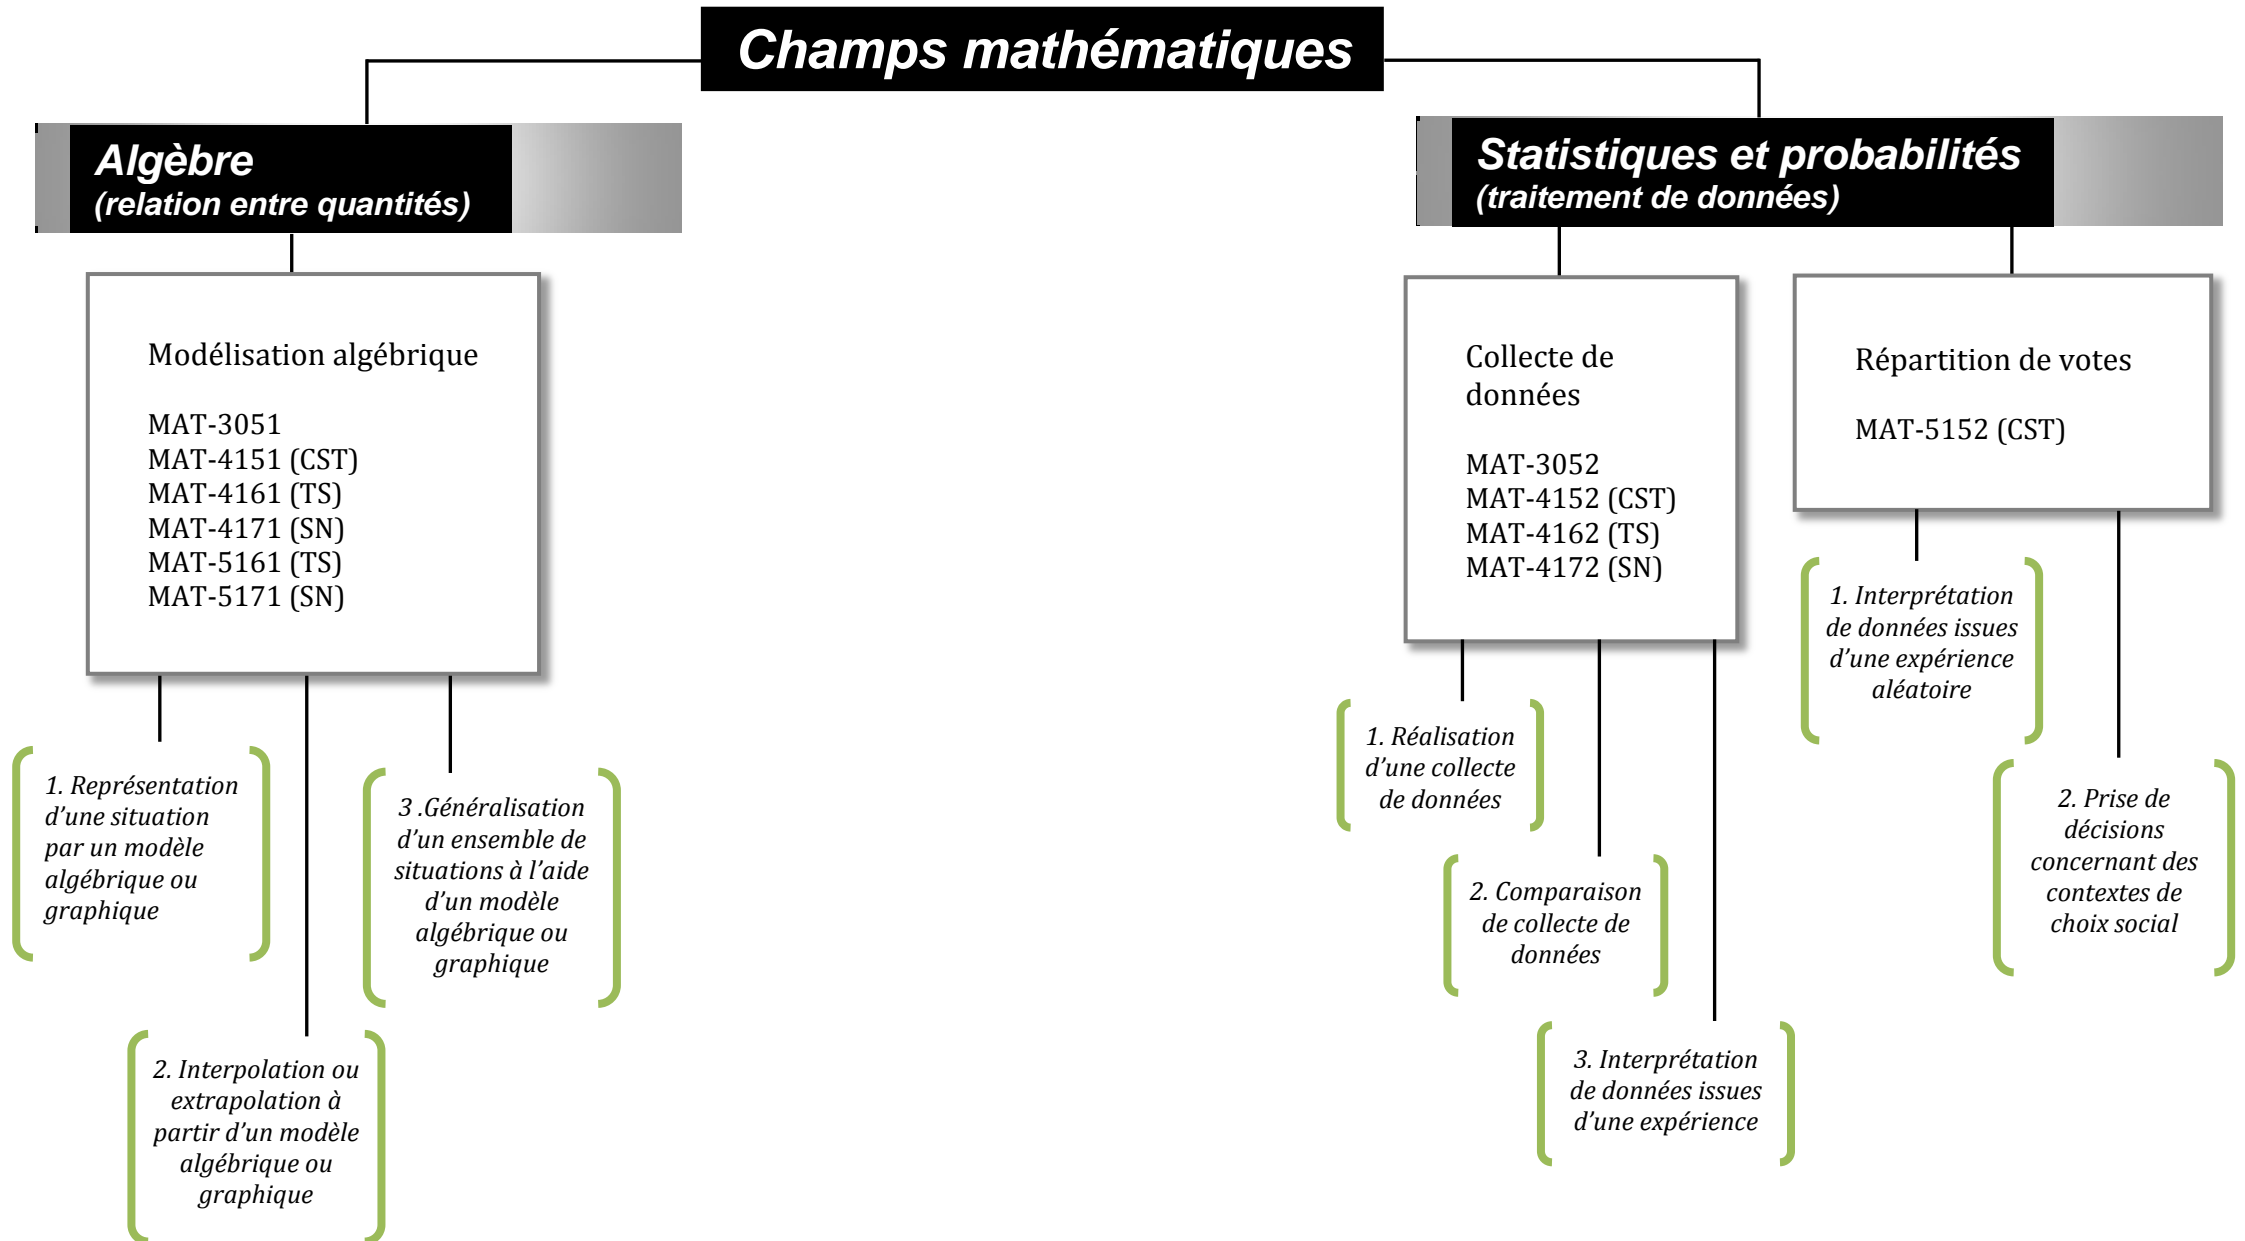 Champs mathématiques
Algèbre
(relation entre quantités)
Modélisation algébrique
MAT-3051
MAT-4151 (CST)
MAT-4161 (TS)
MAT-4171 (SN)
MAT-5161 (TS)
MAT-5171 (SN)
1. Représentation
d’une situation
par un modèle
algébrique ou
graphique
2. Interpolation ou
extrapolation à
partir d’un modèle
algébrique ou
graphique
3 .Généralisation
d’un ensemble de
situations à l’aide
d’un modèle
algébrique ou
graphique
Statistiques et probabilités
(traitement de données)
Collecte de
données
MAT-3052
MAT-4152 (CST)
MAT-4162 (TS)
MAT-4172 (SN)
1. Réalisation
d’une collecte
de données
2. Comparaison
de collecte de
données
3. Interprétation
de données issues
d’une expérience
Répartition de votes
MAT-5152 (CST)
1. Interprétation
de données issues
d’une expérience
aléatoire
2. Prise de
décisions
concernant des
contextes de
choix social